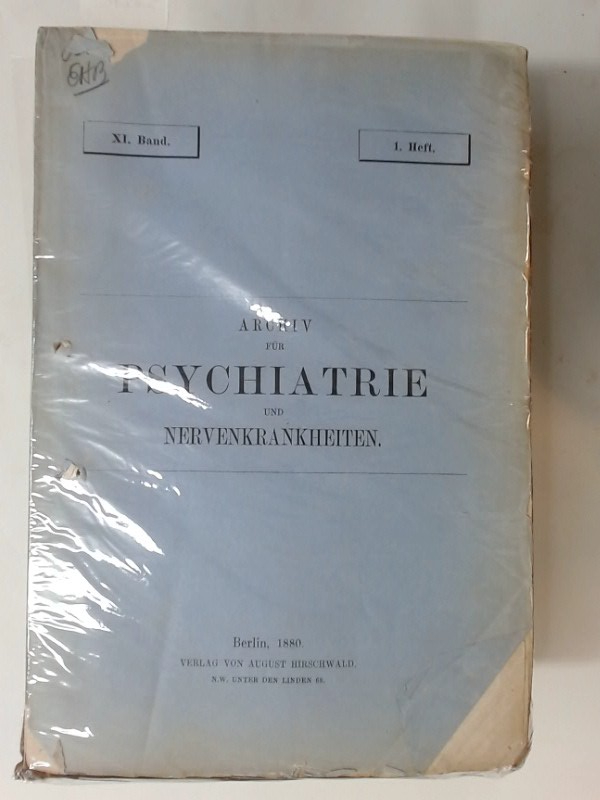 XI. Band.
1. Heft.
ARCHIV
FÜR
PSYCHIATRIE
UND
NERVENKRANKHEITEN.
Berlin, 1880.
VERLAG VON AUGUST HIRSCHWALD.
N.W. UNTER DEN LINDEN 68.